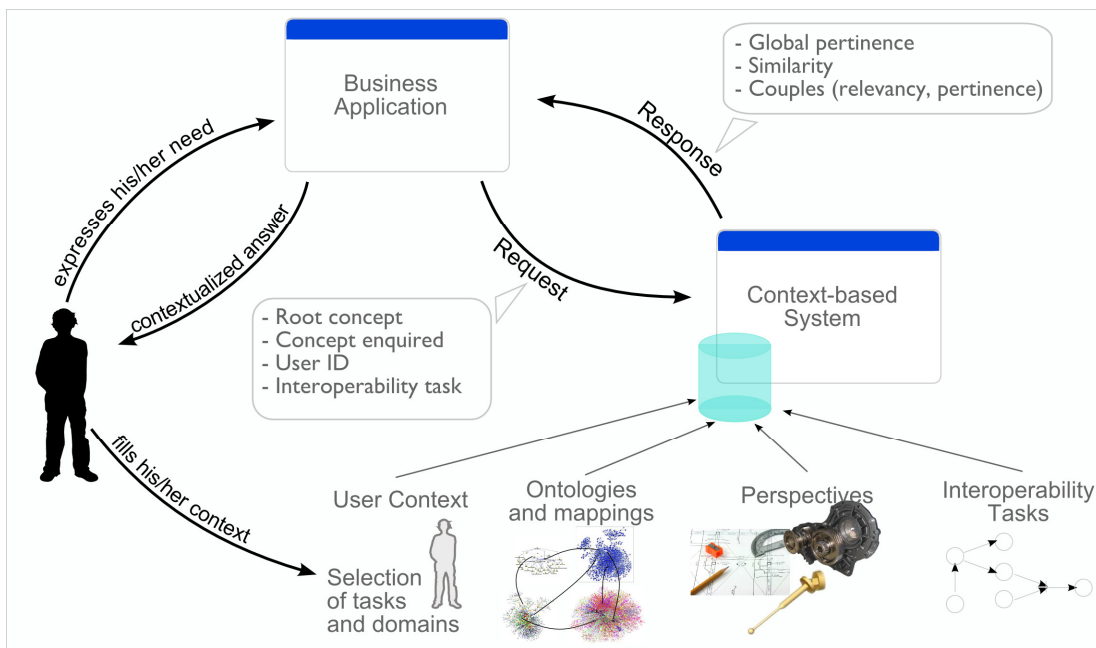 Business
Application
- Global pertinence
- Similarity
- Couples (relevancy, pertinence)
Response
expresses his/her need
contextualized answer
Request
- Root concept
- Concept enquired
- User ID
- Interoperability task
Context-based
System
fills his/her context
User Context
Selection
of tasks
and domains
Ontologies
and mappings
Perspectives
Interoperability
Tasks